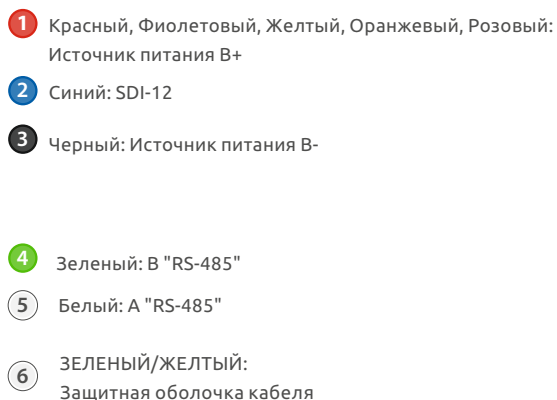 1 Красный, Фиолетовый, Желтый, Оранжевый, Розовый:
Источник питания В+
2 Синий: SDI-12
3 Черный: Источник питания В-
4 Зеленый: В "RS-485"
5 Белый: А "RS-485"
6 ЗЕЛЕНЫЙ/ЖЕЛТЫЙ:
Защитная оболочка кабеля